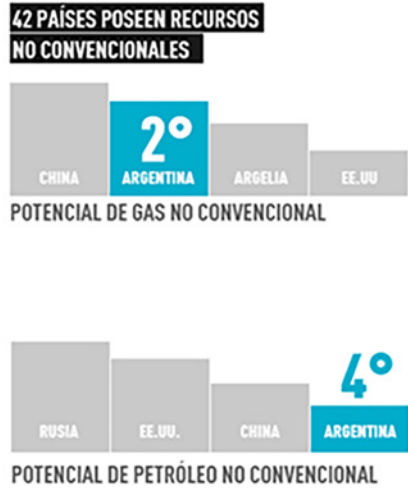 42 PAÍSES POSEEN RECURSOS
NO CONVENCIONALES
2°
CHINA ARGENTINA ARGELIA EE.UU
POTENCIAL DE GAS NO CONVENCIONAL
4°
RUSIA EE.UU. CHINA ARGENTINA
POTENCIAL DE PETRÓLEO NO CONVENCIONAL